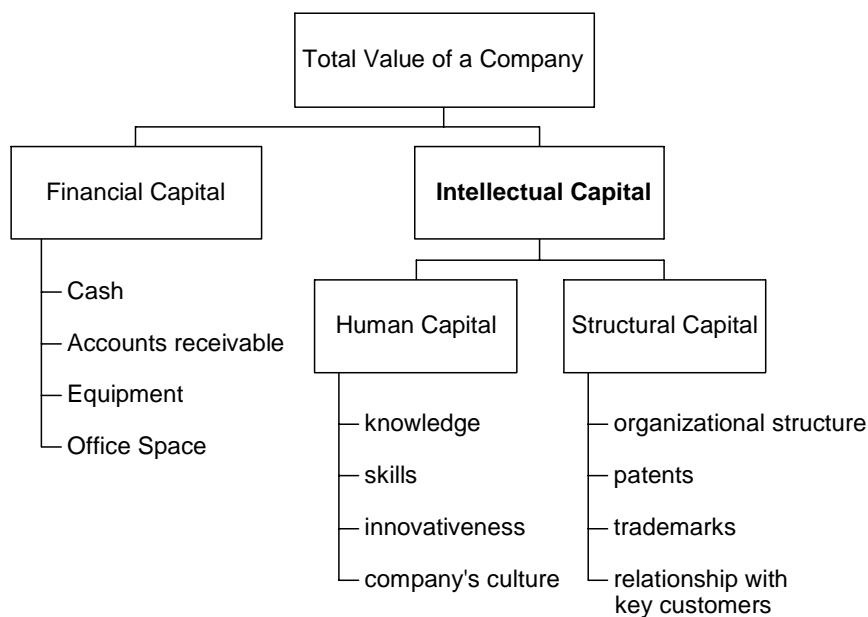 Total Value of a Company
Financial Capital
Intellectual Capital
Cash
Accounts receivable
Equipment
Office Space
Human Capital
Structural Capital
knowledge
skills
innovativeness
company's culture
organizational structure
patents
trademarks
relationship with
key customers